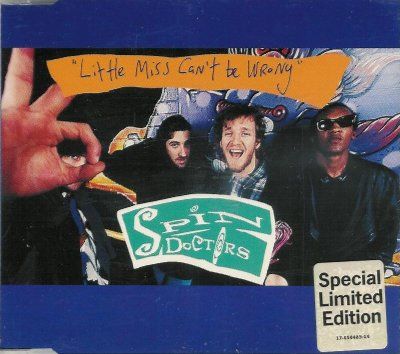 "Little Miss Can't be Wrong"
SPiN
DOCTORS
Special
Limited
Edition